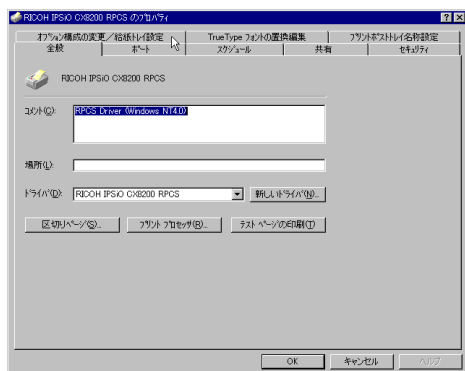 RICOH IPSiO CX8200 RPCS のプロパティ
オプション構成の変更／給紙トレイ設定
TrueType フォントの置換編集
プリントポストトレイ名称設定
全般
ポート
スケジュール
共有
セキュリティ
RICOH IPSiO CX8200 RPCS
コメント(C):
RPCS Driver (Windows NT4.0)
場所(L):
ドライバ(D):
RICOH IPSiO CX8200 RPCS
新しいドライバ(N)...
区切りページ(S)...
プリント プロセッサ(R)...
テスト ページの印刷(T)
OK
キャンセル
ヘルプ